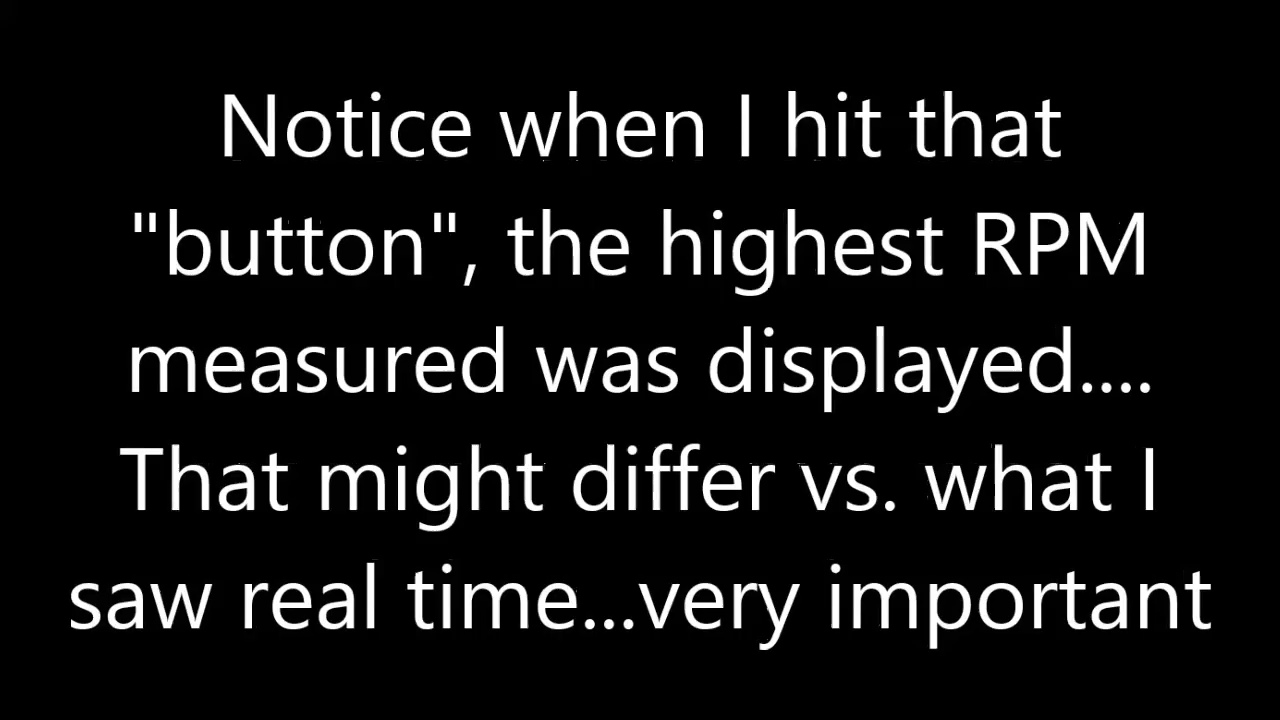 Notice when I hit that
"button", the highest RPM
measured was displayed....
That might differ vs. what I
saw real time...very important